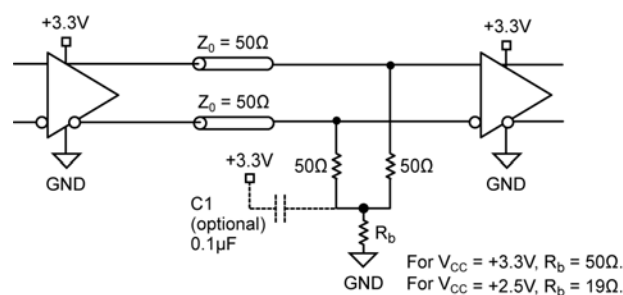 +3.3V
+3.3V
Z0 = 50Ω
Z0 = 50Ω
GND
GND
+3.3V
50Ω
50Ω
C1
(optional)
0.1µF
Rb
GND
For VCC = +3.3V, Rb = 50Ω.
For VCC = +2.5V, Rb = 19Ω.